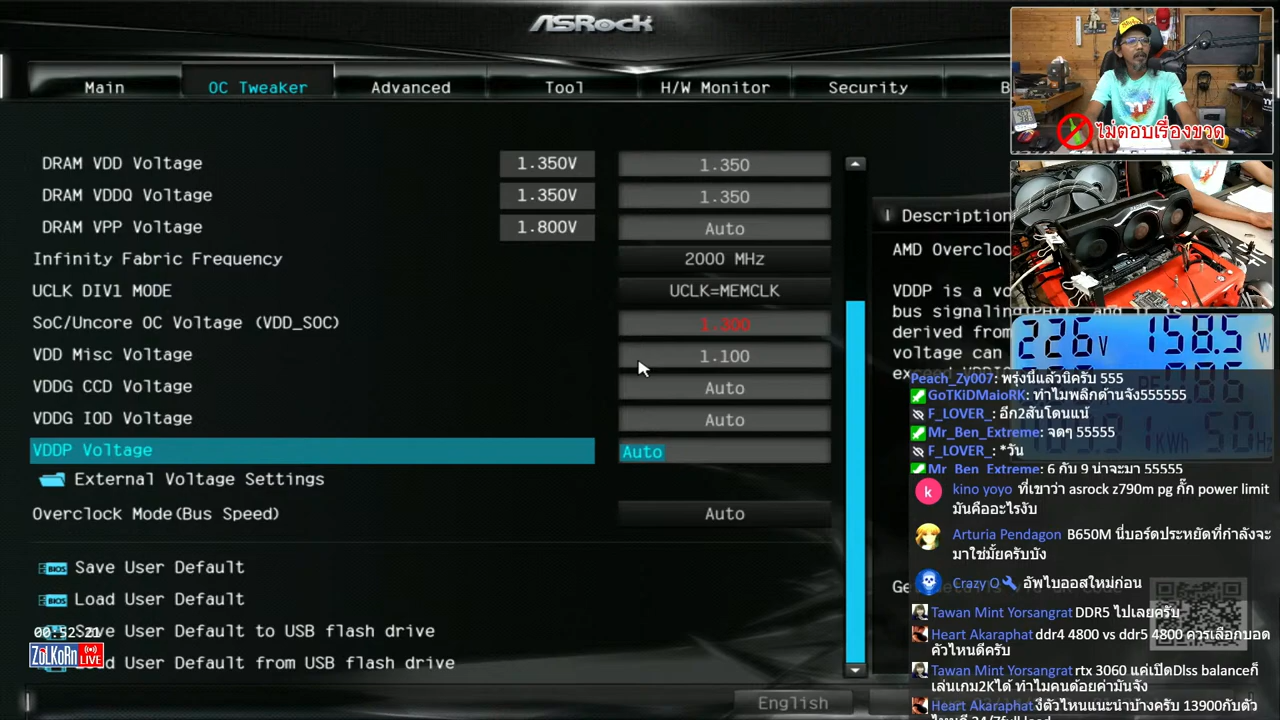 ASRock
Main
OC Tweaker
Advanced
Tool
H/W Monitor
Security
B
DRAM VDD Voltage 1.350V 1.350
DRAM VDDQ Voltage 1.350V 1.350
DRAM VPP Voltage 1.800V Auto
Infinity Fabric Frequency 2000 MHz
UCLK DIV1 MODE UCLK=MEMCLK
SoC/Uncore OC Voltage (VDD_SOC) 1.300
VDD Misc Voltage 1.100
VDDG CCD Voltage Auto
VDDG IOD Voltage Auto
VDDP Voltage Auto
External Voltage Settings
Overclock Mode(Bus Speed) Auto
BIOS Save User Default
BIOS Load User Default
Save User Default to USB flash drive
Load User Default from USB flash drive
00:52:21
ZoLKoRn LIVE
English
Description
AMD Overcloc
VDDP is a vo
bus signaling(PHY)
derived from
voltage can
ไม่ตอบเรื่องขวด
226V 158.5W
Peach_Zy007: พรุ่งนี้แล้วนิครับ 555
GoTKiDMaioRK: ทำไมพลิกด้านจัง555555
F_LOVER_: อีก2สันโดนแน้
Mr_Ben_Extreme: จดๆ 55555
F_LOVER_: *วัน
Mr_Ben_Extreme: 6 กับ 9 น่าจะมา 55555
kino yoyo ที่เขาว่า asrock z790m pg กั๊ก power limit
มันคืออะไรงับ
Arturia Pendagon B650M นี่บอร์ดประหยัดที่กำลังจะ
มาใช่มั้ยครับบัง
Crazy Q อัพไบออสใหม่ก่อน
Tawan Mint Yorsangrat DDR5 ไปเลยครับ
Heart Akaraphat ddr4 4800 vs ddr5 4800 ควรเลือกบอด
ตัวไหนดีครับ
Tawan Mint Yorsangrat rtx 3060 แค่เปิดDlss balanceก็
เล่นเกม2Kได้ ทำไมคนด้อยค่ามันจัง
Heart Akaraphat งี้ตัวไหนแนะนำบ้างครับ 13900กับตัว